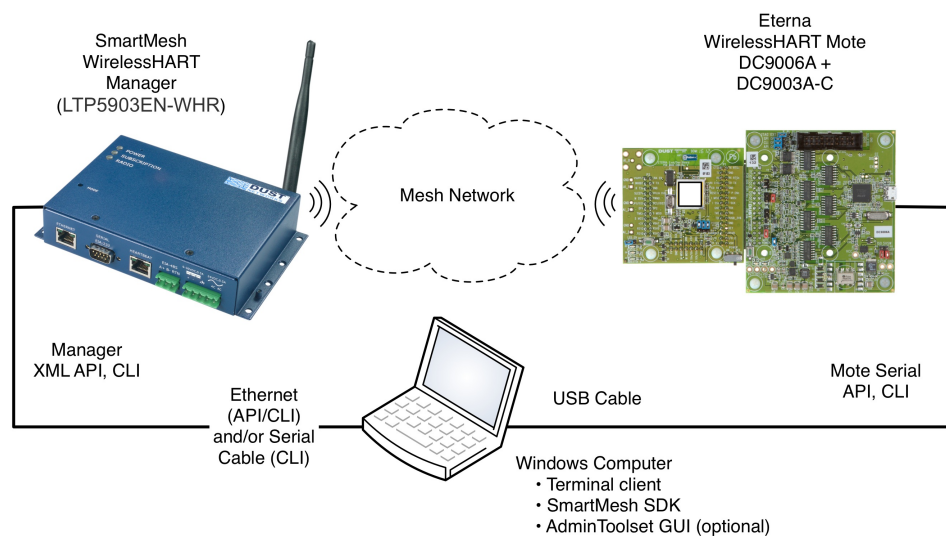 SmartMesh
WirelessHART
Manager
(LTP5903EN-WHR)
Eterna
WirelessHART Mote
DC9006A +
DC9003A-C
POWER
SUBSCRIPTION
RADIO
DUST
Mesh Network
Manager
XML API, CLI
Ethernet
(API/CLI)
and/or Serial
Cable (CLI)
USB Cable
Mote Serial
API, CLI
Windows Computer
• Terminal client
• SmartMesh SDK
• AdminToolset GUI (optional)